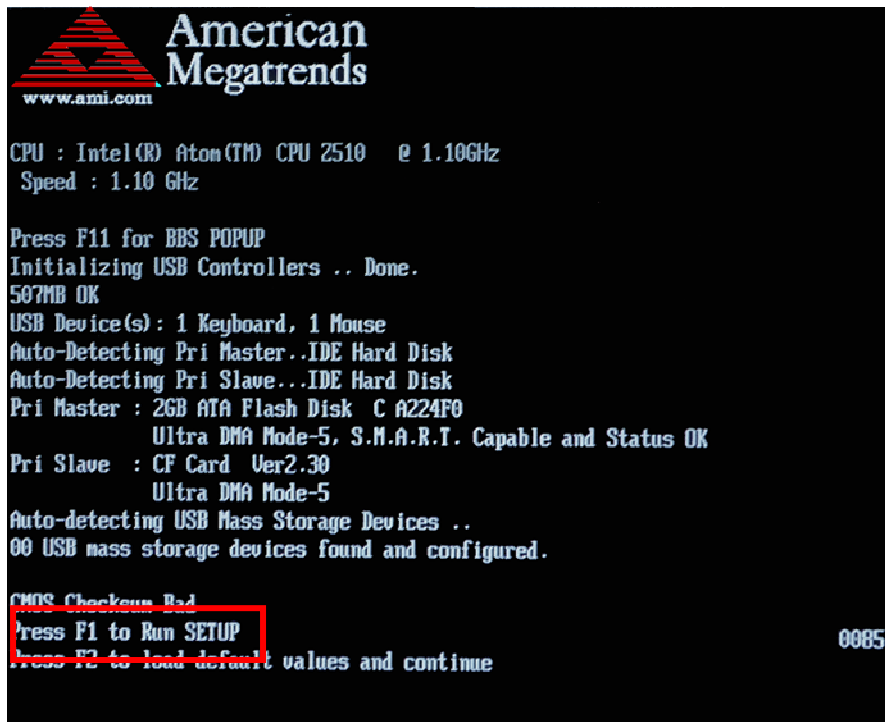 American
Megatrends
www.ami.com
CPU : Intel(R) Atom(TM) CPU Z510 @ 1.10GHz
Speed : 1.10 GHz
Press F11 for BBS POPUP
Initializing USB Controllers .. Done.
507MB OK
USB Device(s): 1 Keyboard, 1 Mouse
Auto-Detecting Pri Master..IDE Hard Disk
Auto-Detecting Pri Slave...IDE Hard Disk
Pri Master : 2GB ATA Flash Disk C A224F0
Ultra DMA Mode-5, S.M.A.R.T. Capable and Status OK
Pri Slave : CF Card Ver2.30
Ultra DMA Mode-5
Auto-detecting USB Mass Storage Devices ..
00 USB mass storage devices found and configured.
CMOS Checksum Bad
Press F1 to Run SETUP
0085
Press F2 to load default values and continue